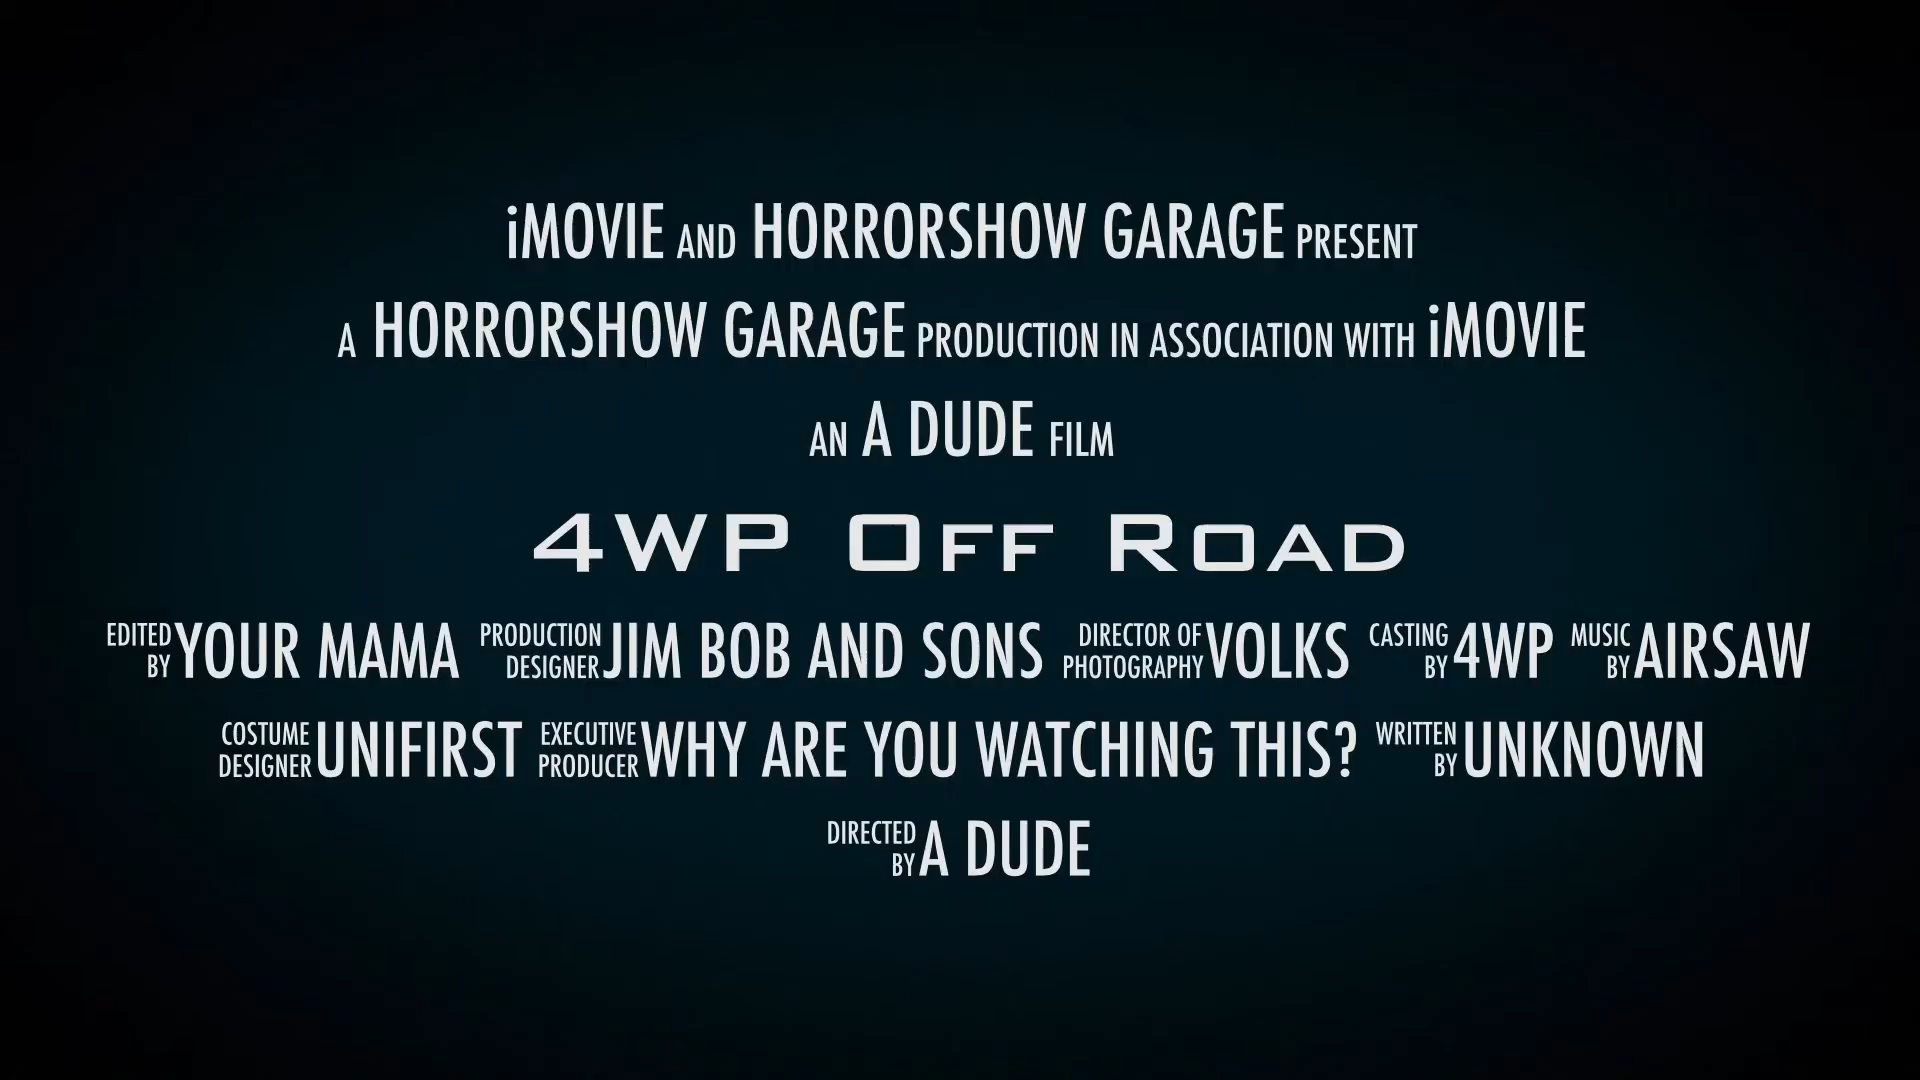 iMOVIE AND HORRORSHOW GARAGE PRESENT
A HORRORSHOW GARAGE PRODUCTION IN ASSOCIATION WITH iMOVIE
AN A DUDE FILM
4WP OFF ROAD
EDITED BY YOUR MAMA PRODUCTION DESIGNER JIM BOB AND SONS DIRECTOR OF PHOTOGRAPHY VOLKS CASTING BY 4WP MUSIC BY AIRSAW
COSTUME DESIGNER UNIFIRST EXECUTIVE PRODUCER WHY ARE YOU WATCHING THIS? WRITTEN BY UNKNOWN
DIRECTED BY A DUDE